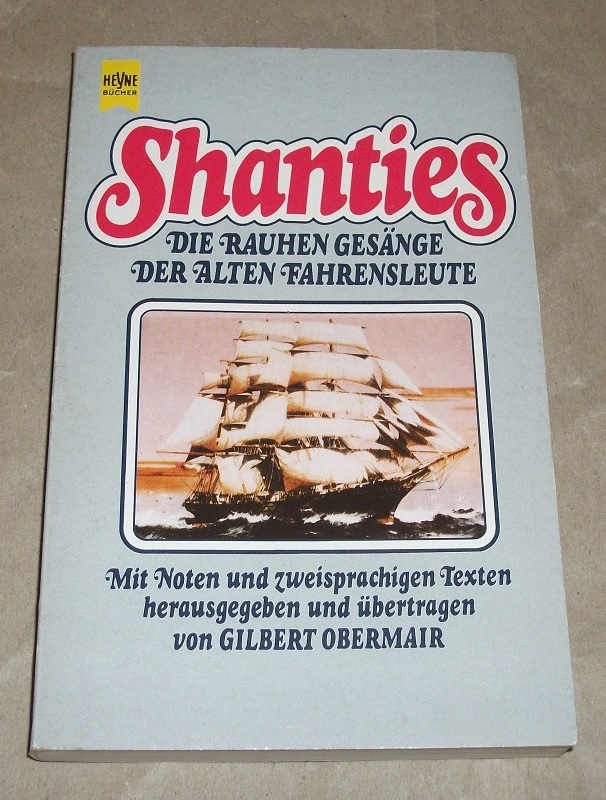 HEYNE
BÜCHER
Shanties
DIE RAUHEN GESÄNGE
DER ALTEN FAHRENSLEUTE
Mit Noten und zweisprachigen Texten
herausgegeben und übertragen
von GILBERT OBERMAIR